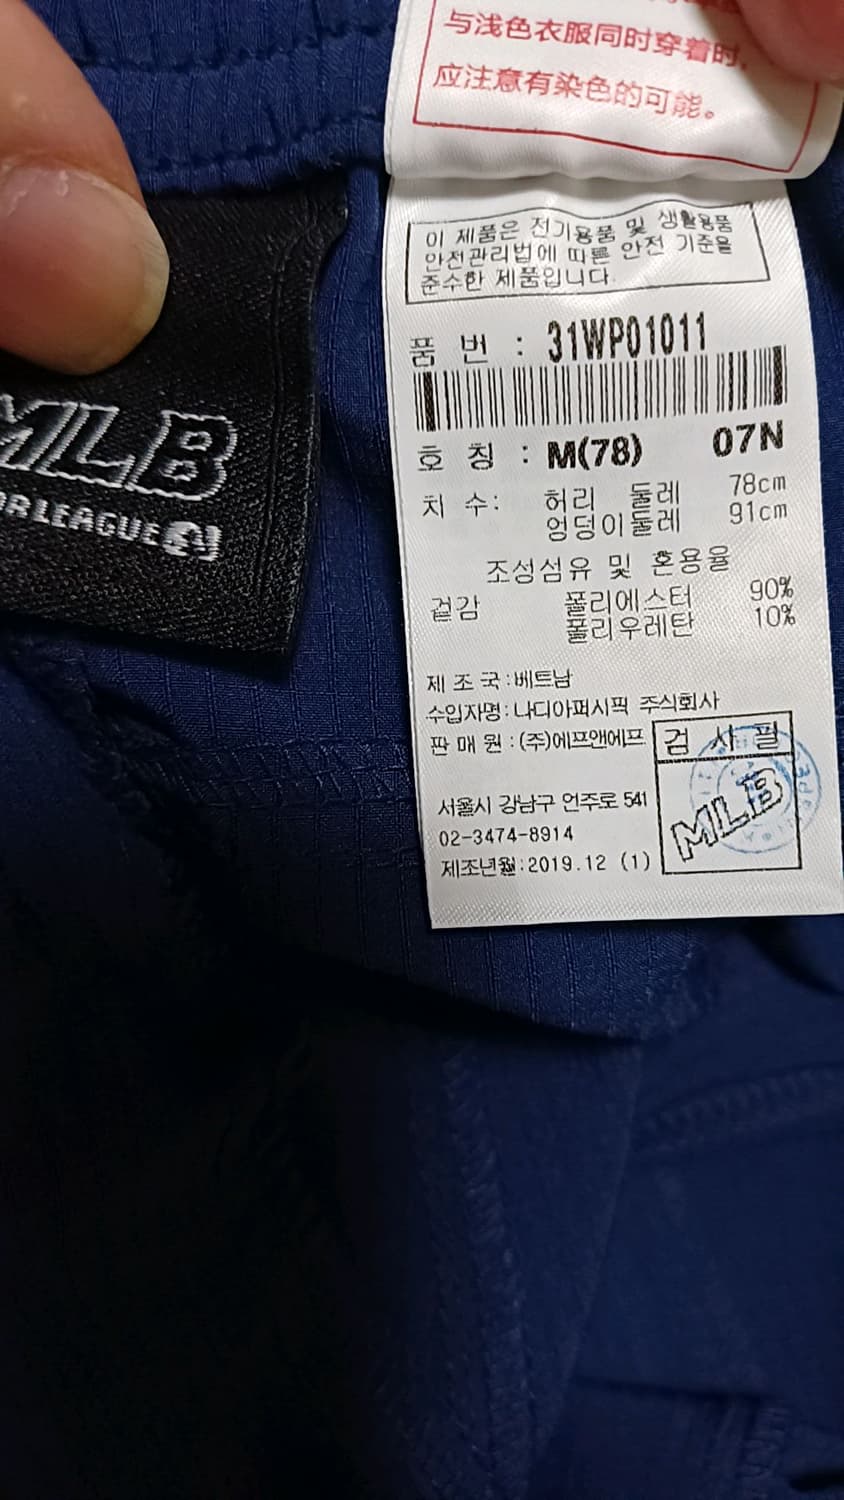 与浅色衣服同时穿着时,
应注意有染色的可能。
이 제품은 전기용품 및 생활용품
안전관리법에 따른 안전 기준을
준수한 제품입니다.
품 번 : 31WP01011
호 칭 : M(78) 07N
치 수: 허리 둘레 78cm
엉덩이둘레 91cm
조성섬유 및 혼용율
겉감 폴리에스터 90%
폴리우레탄 10%
제 조 국 :베트남
수입자명: 나디아퍼시픽 주식회사
판 매 원 : (주)에프앤에프
검 사 필
MLB
서울시 강남구 언주로 541
02-3474-8914
제조년월:2019.12 (1)
MLB
LEAGUE